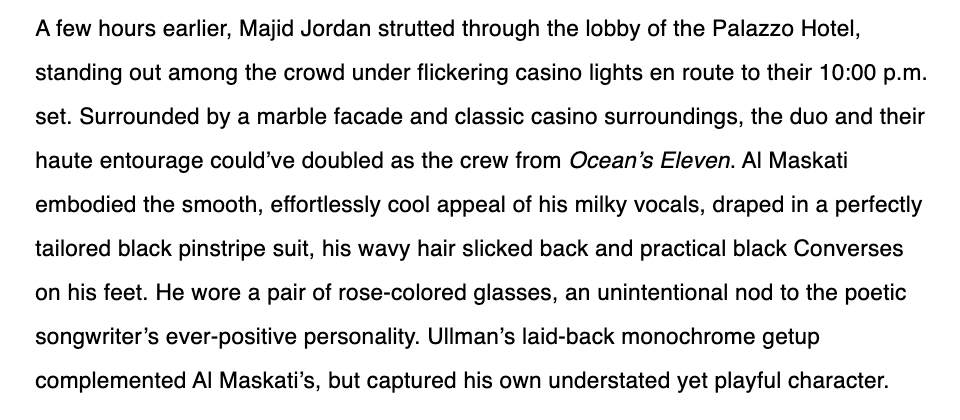 A few hours earlier, Majid Jordan strutted through the lobby of the Palazzo Hotel,
standing out among the crowd under flickering casino lights en route to their 10:00 p.m.
set. Surrounded by a marble facade and classic casino surroundings, the duo and their
haute entourage could’ve doubled as the crew from Ocean’s Eleven. Al Maskati
embodied the smooth, effortlessly cool appeal of his milky vocals, draped in a perfectly
tailored black pinstripe suit, his wavy hair slicked back and practical black Converses
on his feet. He wore a pair of rose-colored glasses, an unintentional nod to the poetic
songwriter’s ever-positive personality. Ullman’s laid-back monochrome getup
complemented Al Maskati’s, but captured his own understated yet playful character.